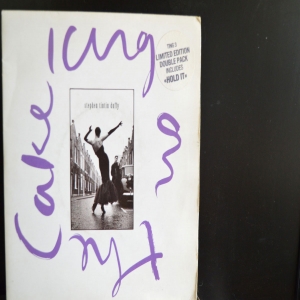 Icing
on
The
Cake
LIMITED EDITION
DOUBLE PACK
INCLUDES
«HOLD IT»
stephen tintin duffy